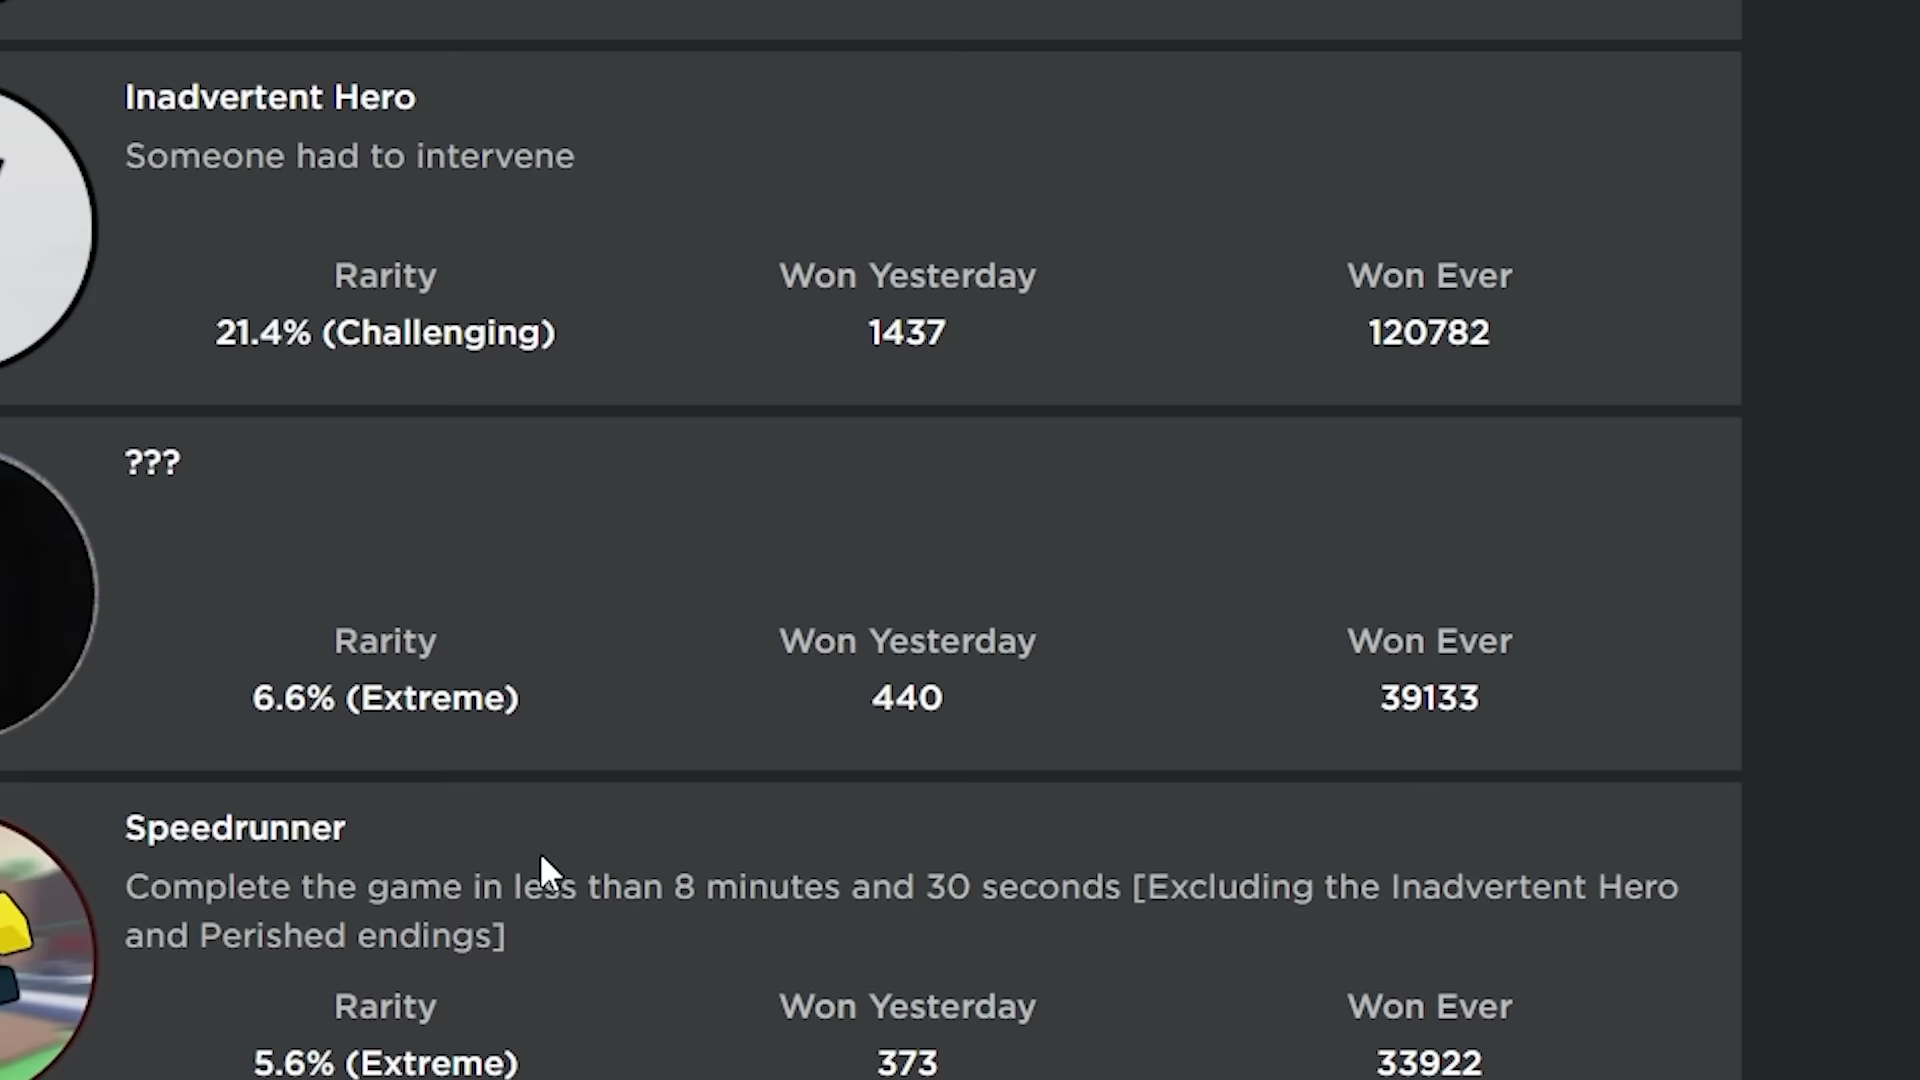 Inadvertent Hero
Someone had to intervene
Rarity
Won Yesterday
Won Ever
21.4% (Challenging)
1437
120782
???
Rarity
Won Yesterday
Won Ever
6.6% (Extreme)
440
39133
Speedrunner
Complete the game in less than 8 minutes and 30 seconds [Excluding the Inadvertent Hero
and Perished endings]
Rarity
Won Yesterday
Won Ever
5.6% (Extreme)
373
33922